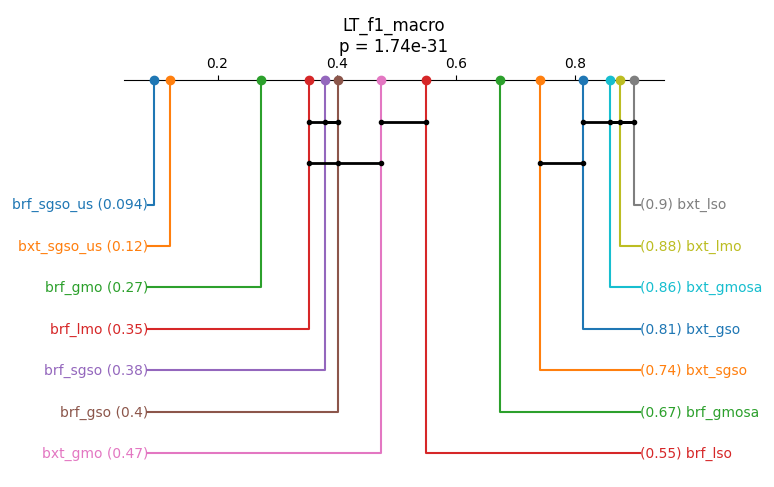 LT_f1_macro
p = 1.74e-31
0.2 0.4 0.6 0.8
brf_sgso_us (0.094) (0.9) bxt_lso
bxt_sgso_us (0.12) (0.88) bxt_lmo
brf_gmo (0.27) (0.86) bxt_gmosa
brf_lmo (0.35) (0.81) bxt_gso
brf_sgso (0.38) (0.74) bxt_sgso
brf_gso (0.4) (0.67) brf_gmosa
bxt_gmo (0.47) (0.55) brf_lso